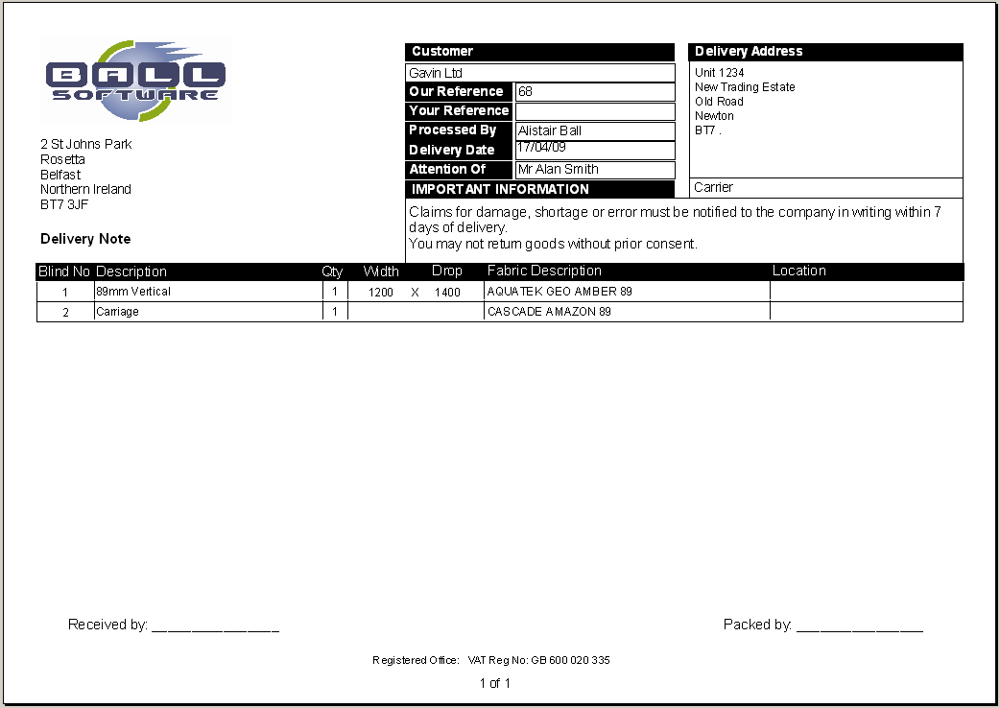 BALL
SOFTWARE
2 St Johns Park
Rosetta
Belfast
Northern Ireland
BT7 3JF
Delivery Note
Customer
Gavin Ltd
Our Reference 68
Your Reference
Processed By Alistair Ball
Delivery Date 17/04/09
Attention Of Mr Alan Smith
Delivery Address
Unit 1234
New Trading Estate
Old Road
Newton
BT7 .
Carrier
IMPORTANT INFORMATION
Claims for damage, shortage or error must be notified to the company in writing within 7
days of delivery.
You may not return goods without prior consent.
Blind No Description Qty Width Drop Fabric Description Location
1 89mm Vertical 1 1200 X 1400 AQUATEK GEO AMBER 89
2 Carriage 1 CASCADE AMAZON 89
Received by: ________________ Packed by: ________________
Registered Office: VAT Reg No: GB 600 020 335
1 of 1